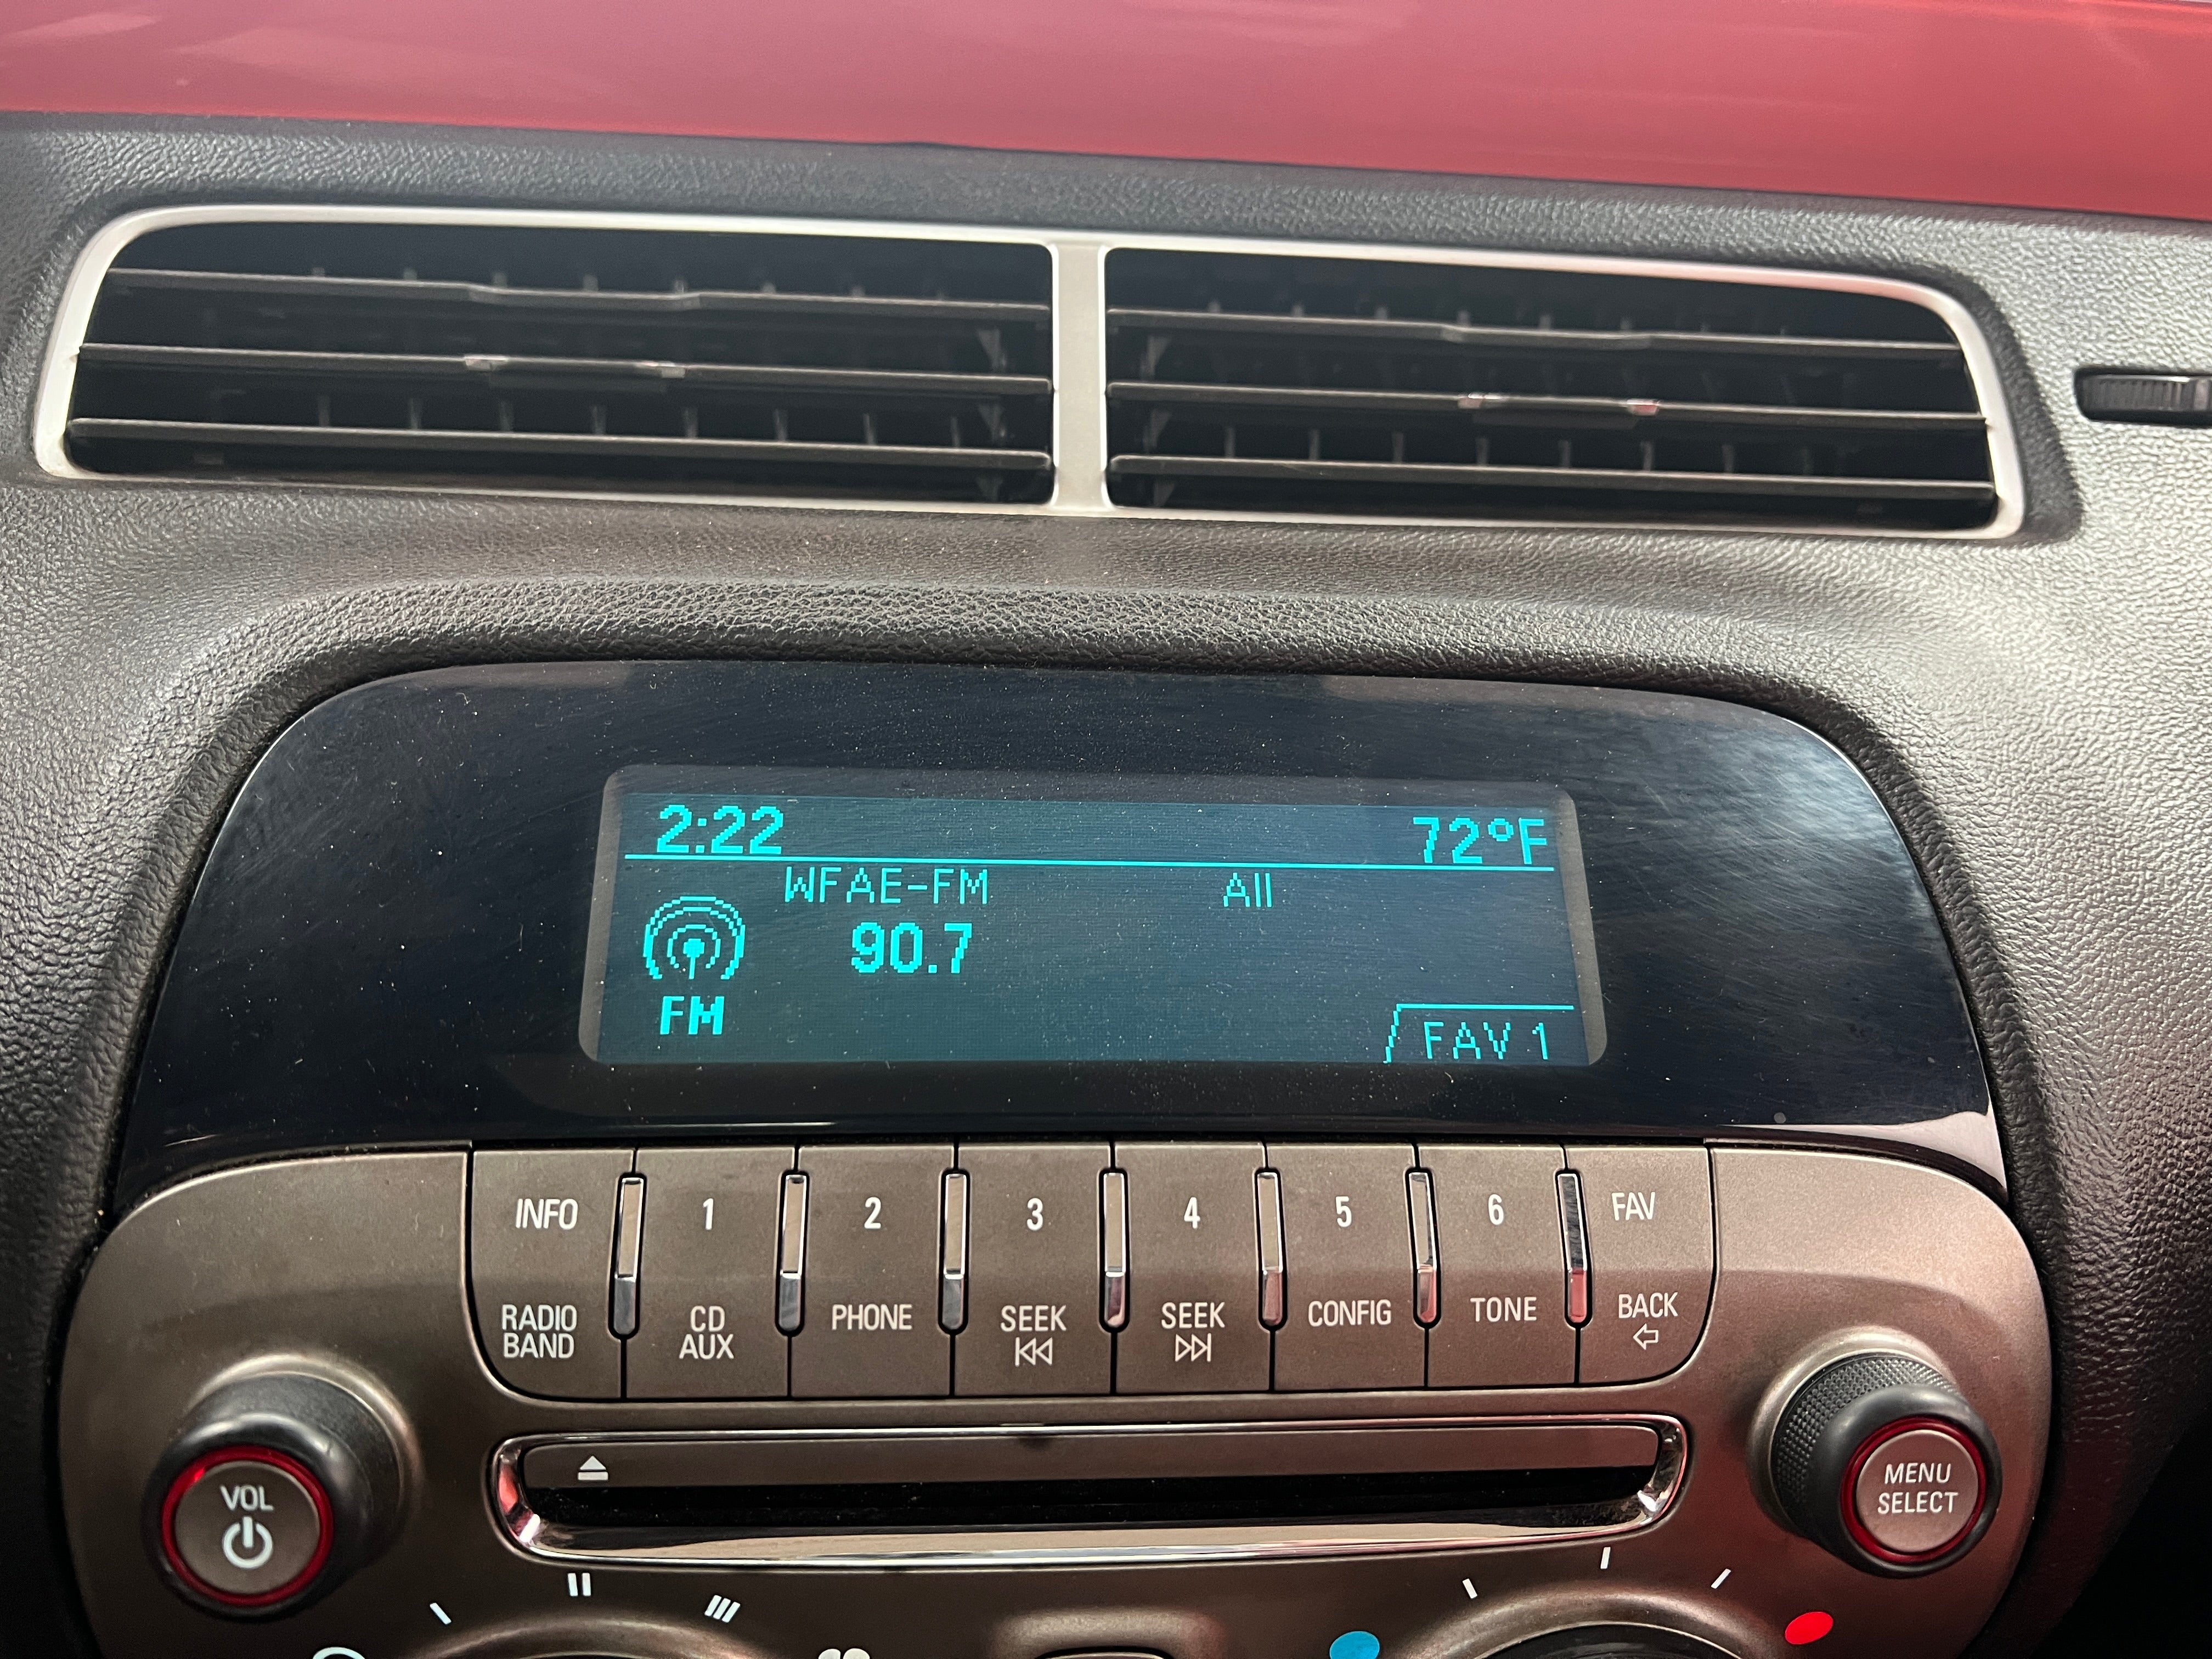 2:22 72°F
WFAE-FM All
90.7
FM
FAV 1
INFO 1 2 3 4 5 6 FAV
RADIO BAND CD AUX PHONE SEEK SEEK CONFIG TONE BACK
VOL
MENU
SELECT